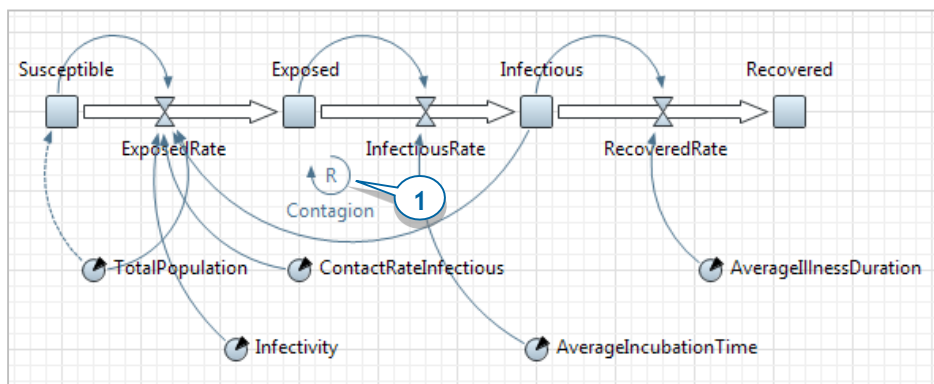 Susceptible Exposed Infectious Recovered
ExposedRate InfectiousRate RecoveredRate
R
1
Contagion
TotalPopulation ContactRateInfectious AverageIllnessDuration
Infectivity AverageIncubationTime